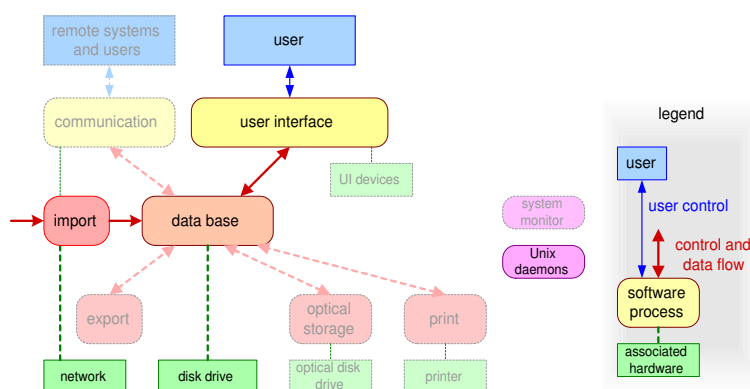 remote systems
and users
user
communication
user interface
legend
user
UI devices
user control
system
monitor
import
data base
control and
data flow
Unix
daemons
software
process
export
optical
storage
print
associated
hardware
network
disk drive
optical disk
drive
printer